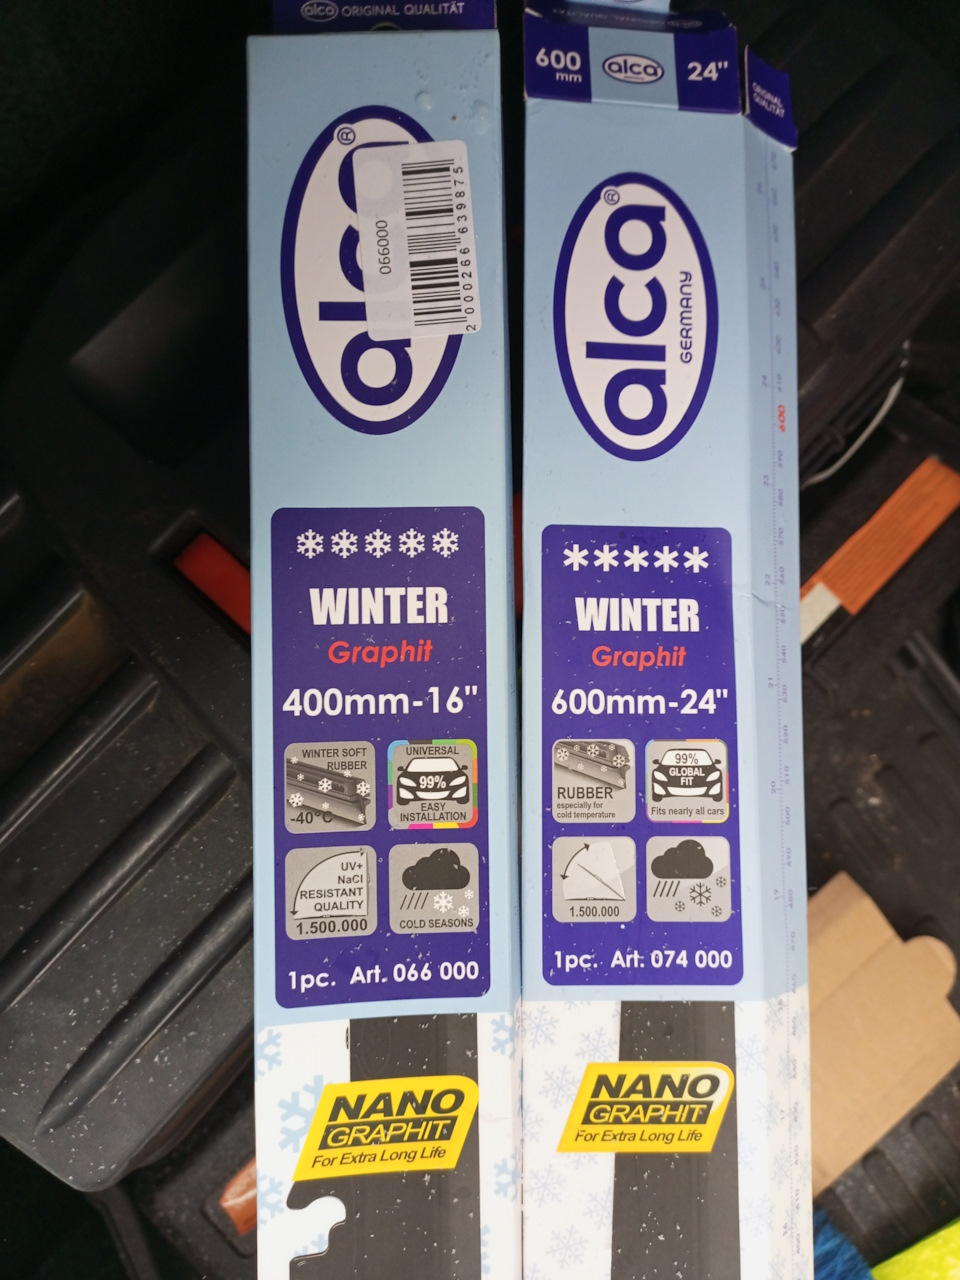 alca ORIGINAL QUALITÄT
alca
066000
2 000266 639875
WINTER
Graphit
400mm-16"
WINTER SOFT
RUBBER
-40°C
UNIVERSAL
99%
EASY
INSTALLATION
UV+
NaCl
RESISTANT
QUALITY
1.500.000
COLD SEASONS
1pc. Art. 066 000
NANO
GRAPHIT
For Extra Long Life
600
mm
alca
24"
ORIGINAL
QUALITÄT
alca®
GERMANY
600
WINTER
Graphit
600mm-24"
RUBBER
especially for
cold temperature
99%
GLOBAL
FIT
Fits nearly all cars
1.500.000
1pc. Art. 074 000
NANO
GRAPHIT
For Extra Long Life